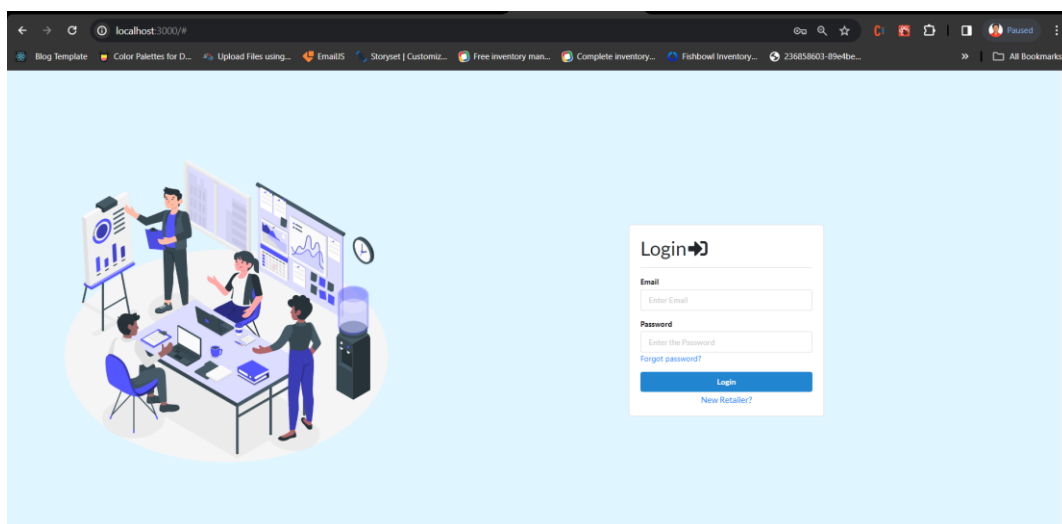 localhost:3000/#
Paused
Blog Template
Color Palettes for D...
Upload Files using...
EmailJS
Storyset | Customiz...
Free inventory man...
Complete inventory...
Fishbowl Inventory...
236858603-89e4be...
»
All Bookmarks
Login
Email
Enter Email
Password
Enter the Password
Forgot password?
Login
New Retailer?